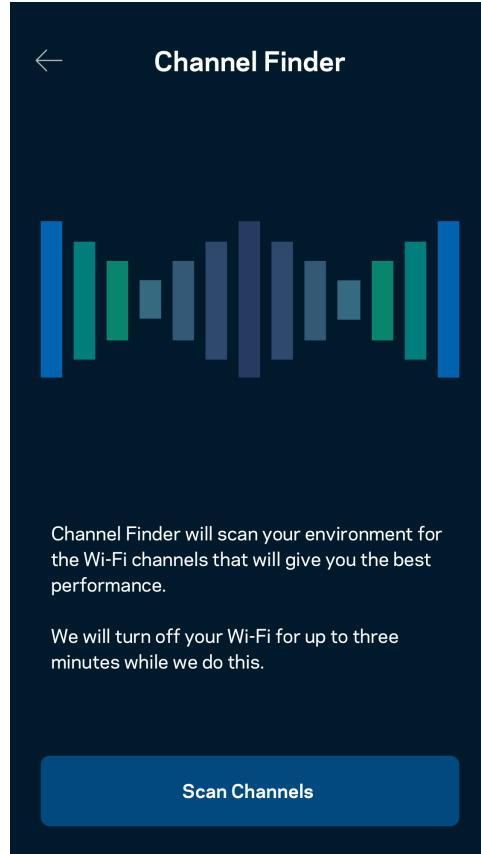 Channel Finder
Channel Finder will scan your environment for
the Wi-Fi channels that will give you the best
performance.
We will turn off your Wi-Fi for up to three
minutes while we do this.
Scan Channels